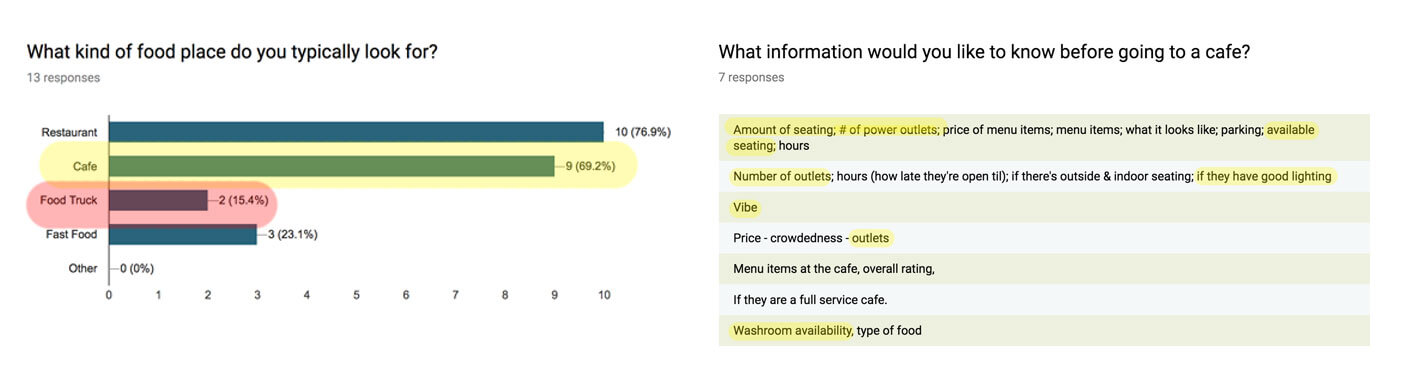 What kind of food place do you typically look for?
13 responses
Restaurant 10 (76.9%)
Cafe 9 (69.2%)
Food Truck 2 (15.4%)
Fast Food 3 (23.1%)
Other 0 (0%)
0 1 2 3 4 5 6 7 8 9 10
What information would you like to know before going to a cafe?
7 responses
Amount of seating; # of power outlets; price of menu items; menu items; what it looks like; parking; available
seating; hours
Number of outlets; hours (how late they're open til); if there's outside & indoor seating; if they have good lighting
Vibe
Price - crowdedness - outlets
Menu items at the cafe, overall rating,
If they are a full service cafe.
Washroom availability, type of food